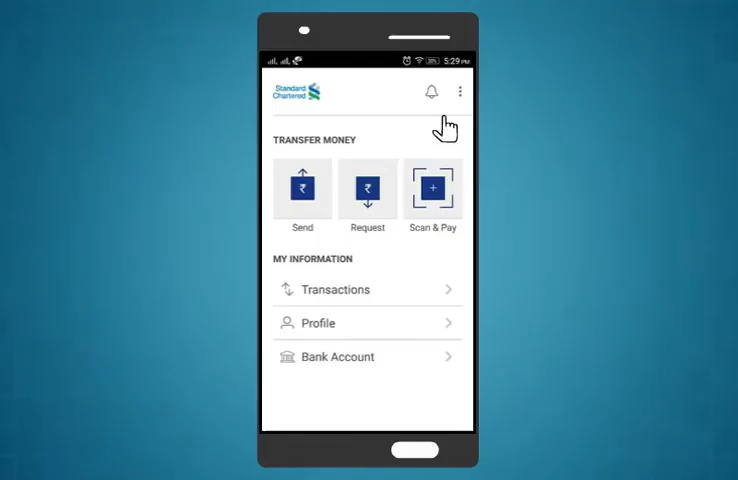 5:29 PM
Standard
Chartered
TRANSFER MONEY
₹
₹
Send
Request
Scan & Pay
MY INFORMATION
Transactions
Profile
Bank Account